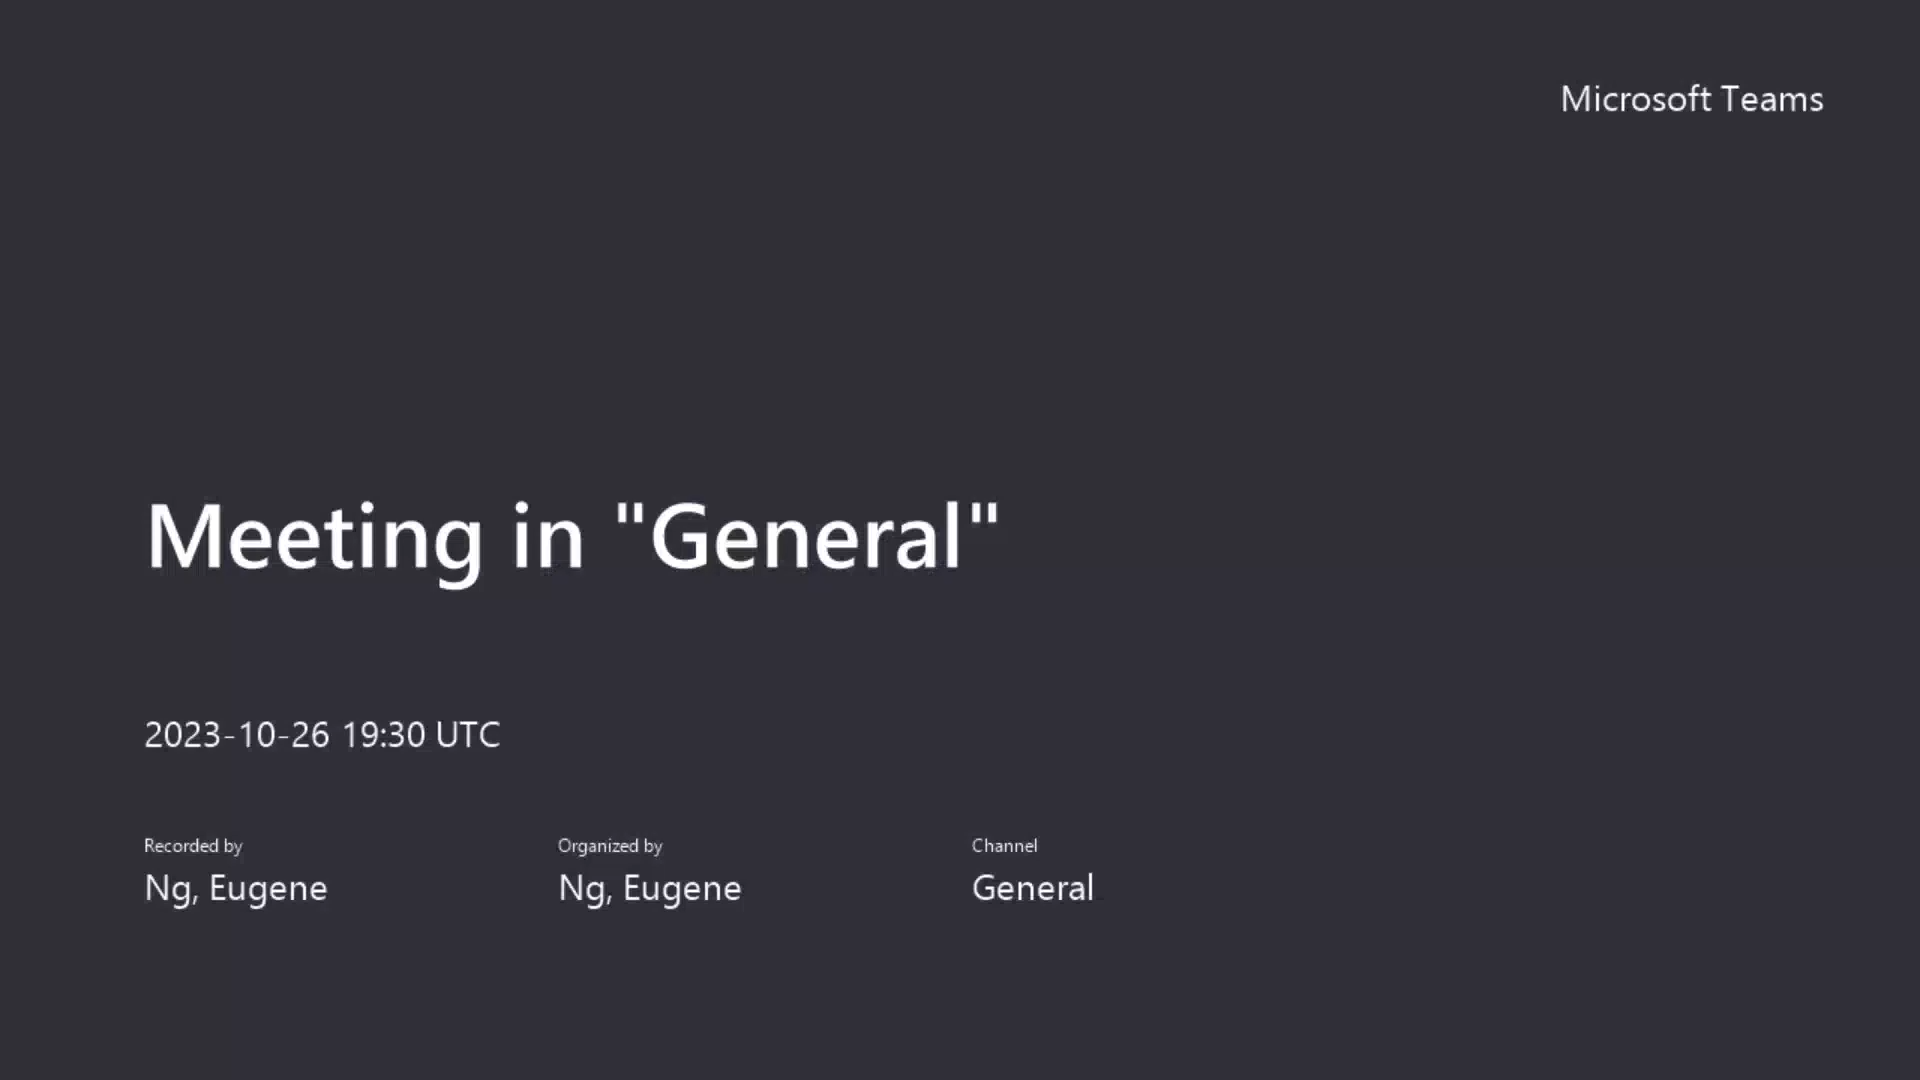 Microsoft Teams
Meeting in "General"
2023-10-26 19:30 UTC
Recorded by
Ng, Eugene
Organized by
Ng, Eugene
Channel
General